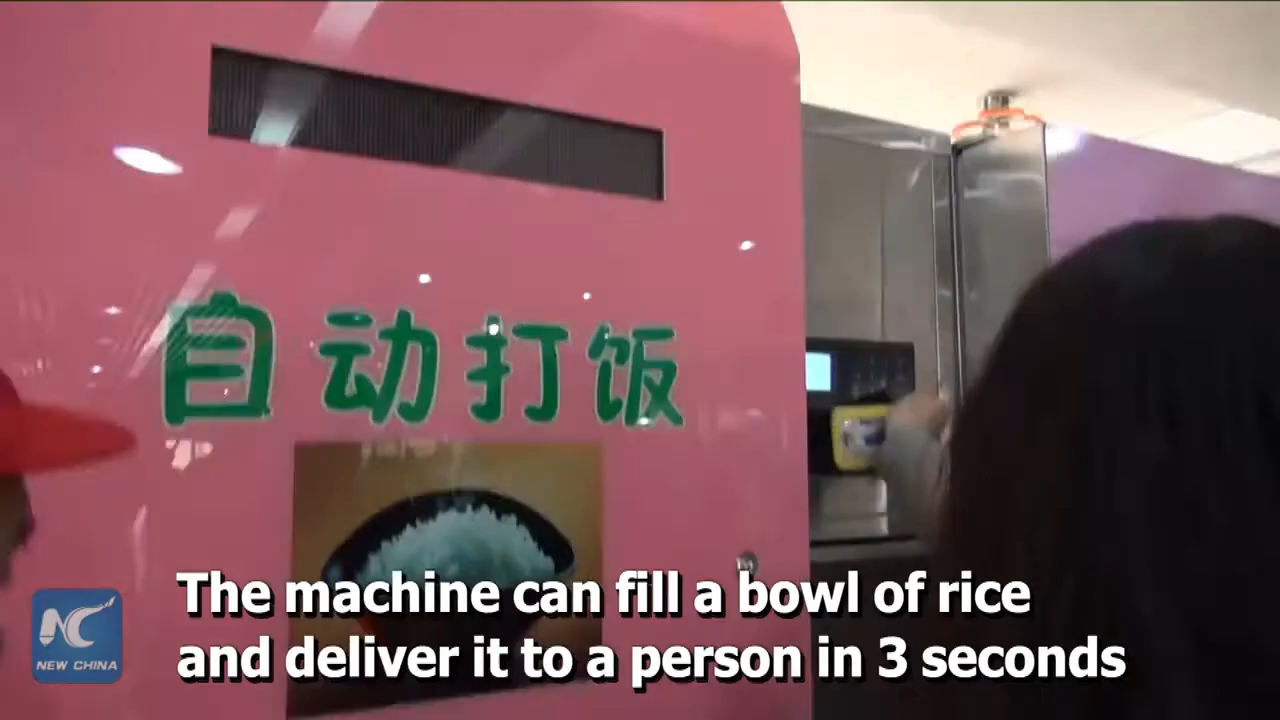 自动打饭
The machine can fill a bowl of rice
and deliver it to a person in 3 seconds
NC
NEW CHINA